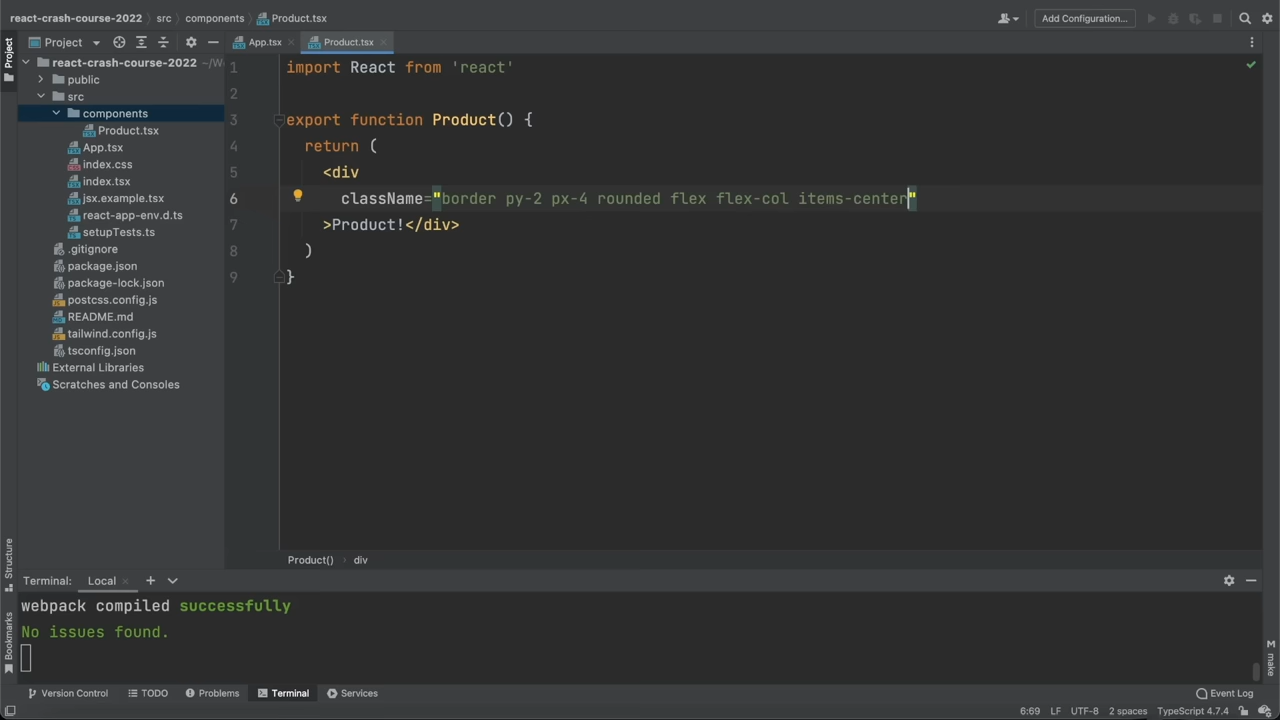 react-crash-course-2022 src components Product.tsx Add Configuration...
Project Project App.tsx Product.tsx
react-crash-course-2022 ~/W
public
src
components
Product.tsx
App.tsx
index.css
index.tsx
jsx.example.tsx
react-app-env.d.ts
setupTests.ts
.gitignore
package.json
package-lock.json
postcss.config.js
README.md
tailwind.config.js
tsconfig.json
External Libraries
Scratches and Consoles
1 import React from 'react'
2
3 export function Product() {
4 return (
5 <div
6 className="border py-2 px-4 rounded flex flex-col items-center"
7 >Product!</div>
8 )
9 }
Product() › div
Structure
Bookmarks
make
Terminal: Local
webpack compiled successfully
No issues found.
Version Control TODO Problems Terminal Services Event Log
6:69 LF UTF-8 2 spaces TypeScript 4.7.4